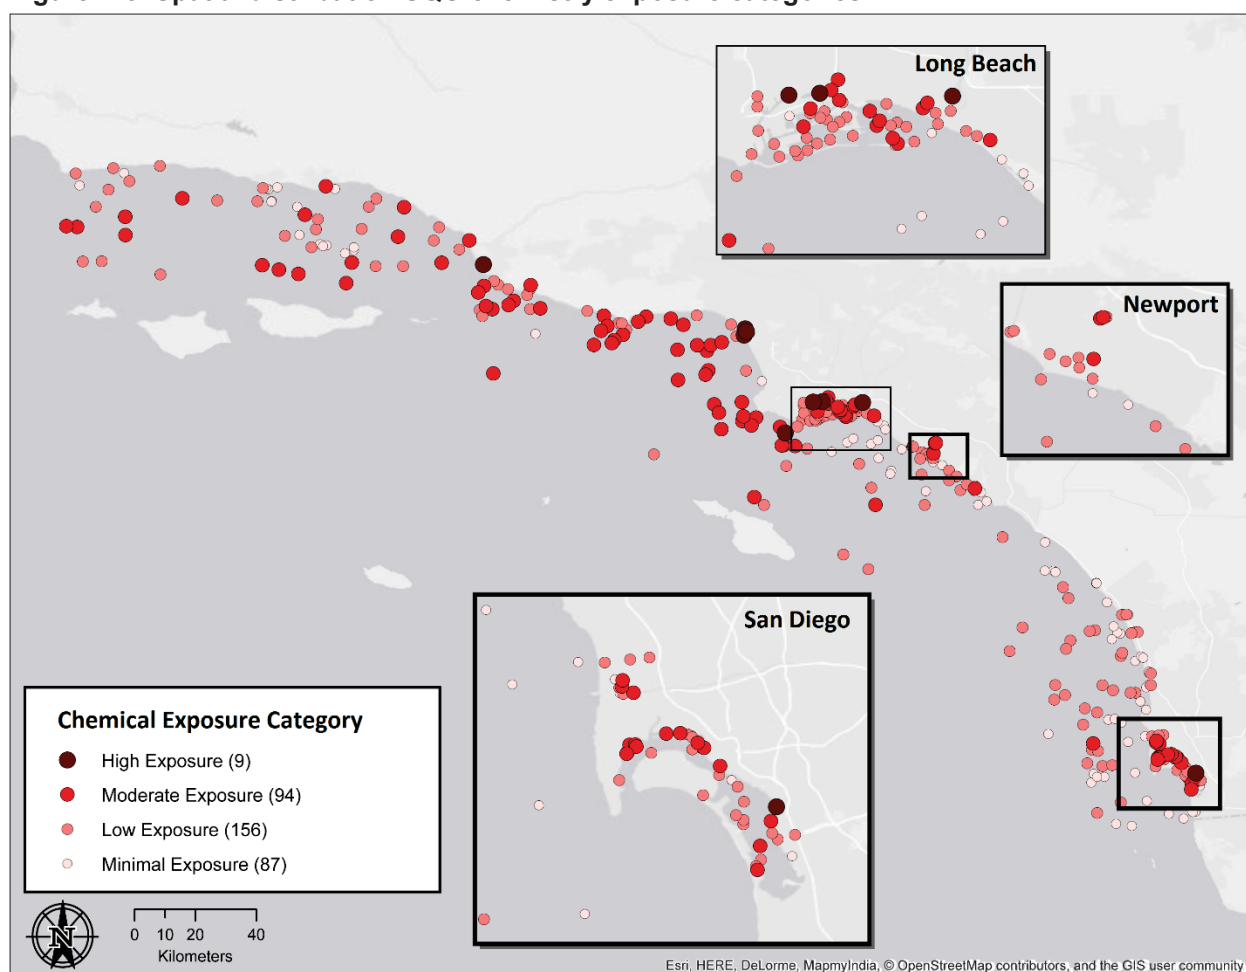 Long Beach
Newport
San Diego
Chemical Exposure Category
High Exposure (9)
Moderate Exposure (94)
Low Exposure (156)
Minimal Exposure (87)
N
0 10 20 40
Kilometers
Esri, HERE, DeLorme, MapmyIndia, © OpenStreetMap contributors, and the GIS user community